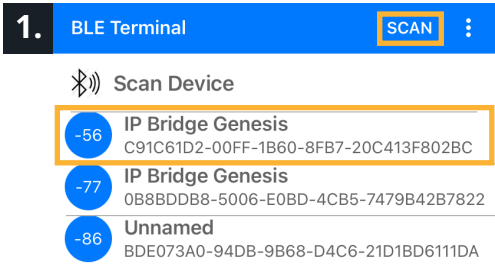 1.
BLE Terminal SCAN
Scan Device
-56
IP Bridge Genesis
C91C61D2-00FF-1B60-8FB7-20C413F802BC
-77
IP Bridge Genesis
0B8BDDB8-5006-E0BD-4CB5-7479B42B7822
-86
Unnamed
BDE073A0-94DB-9B68-D4C6-21D1BD6111DA